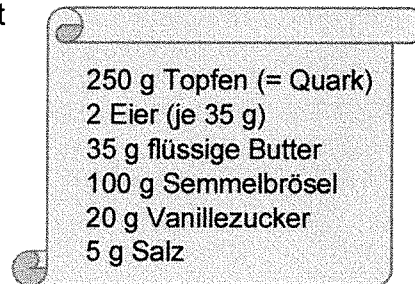 t
250 g Topfen (= Quark)
2 Eier (je 35 g)
35 g flüssige Butter
100 g Semmelbrösel
20 g Vanillezucker
5 g Salz